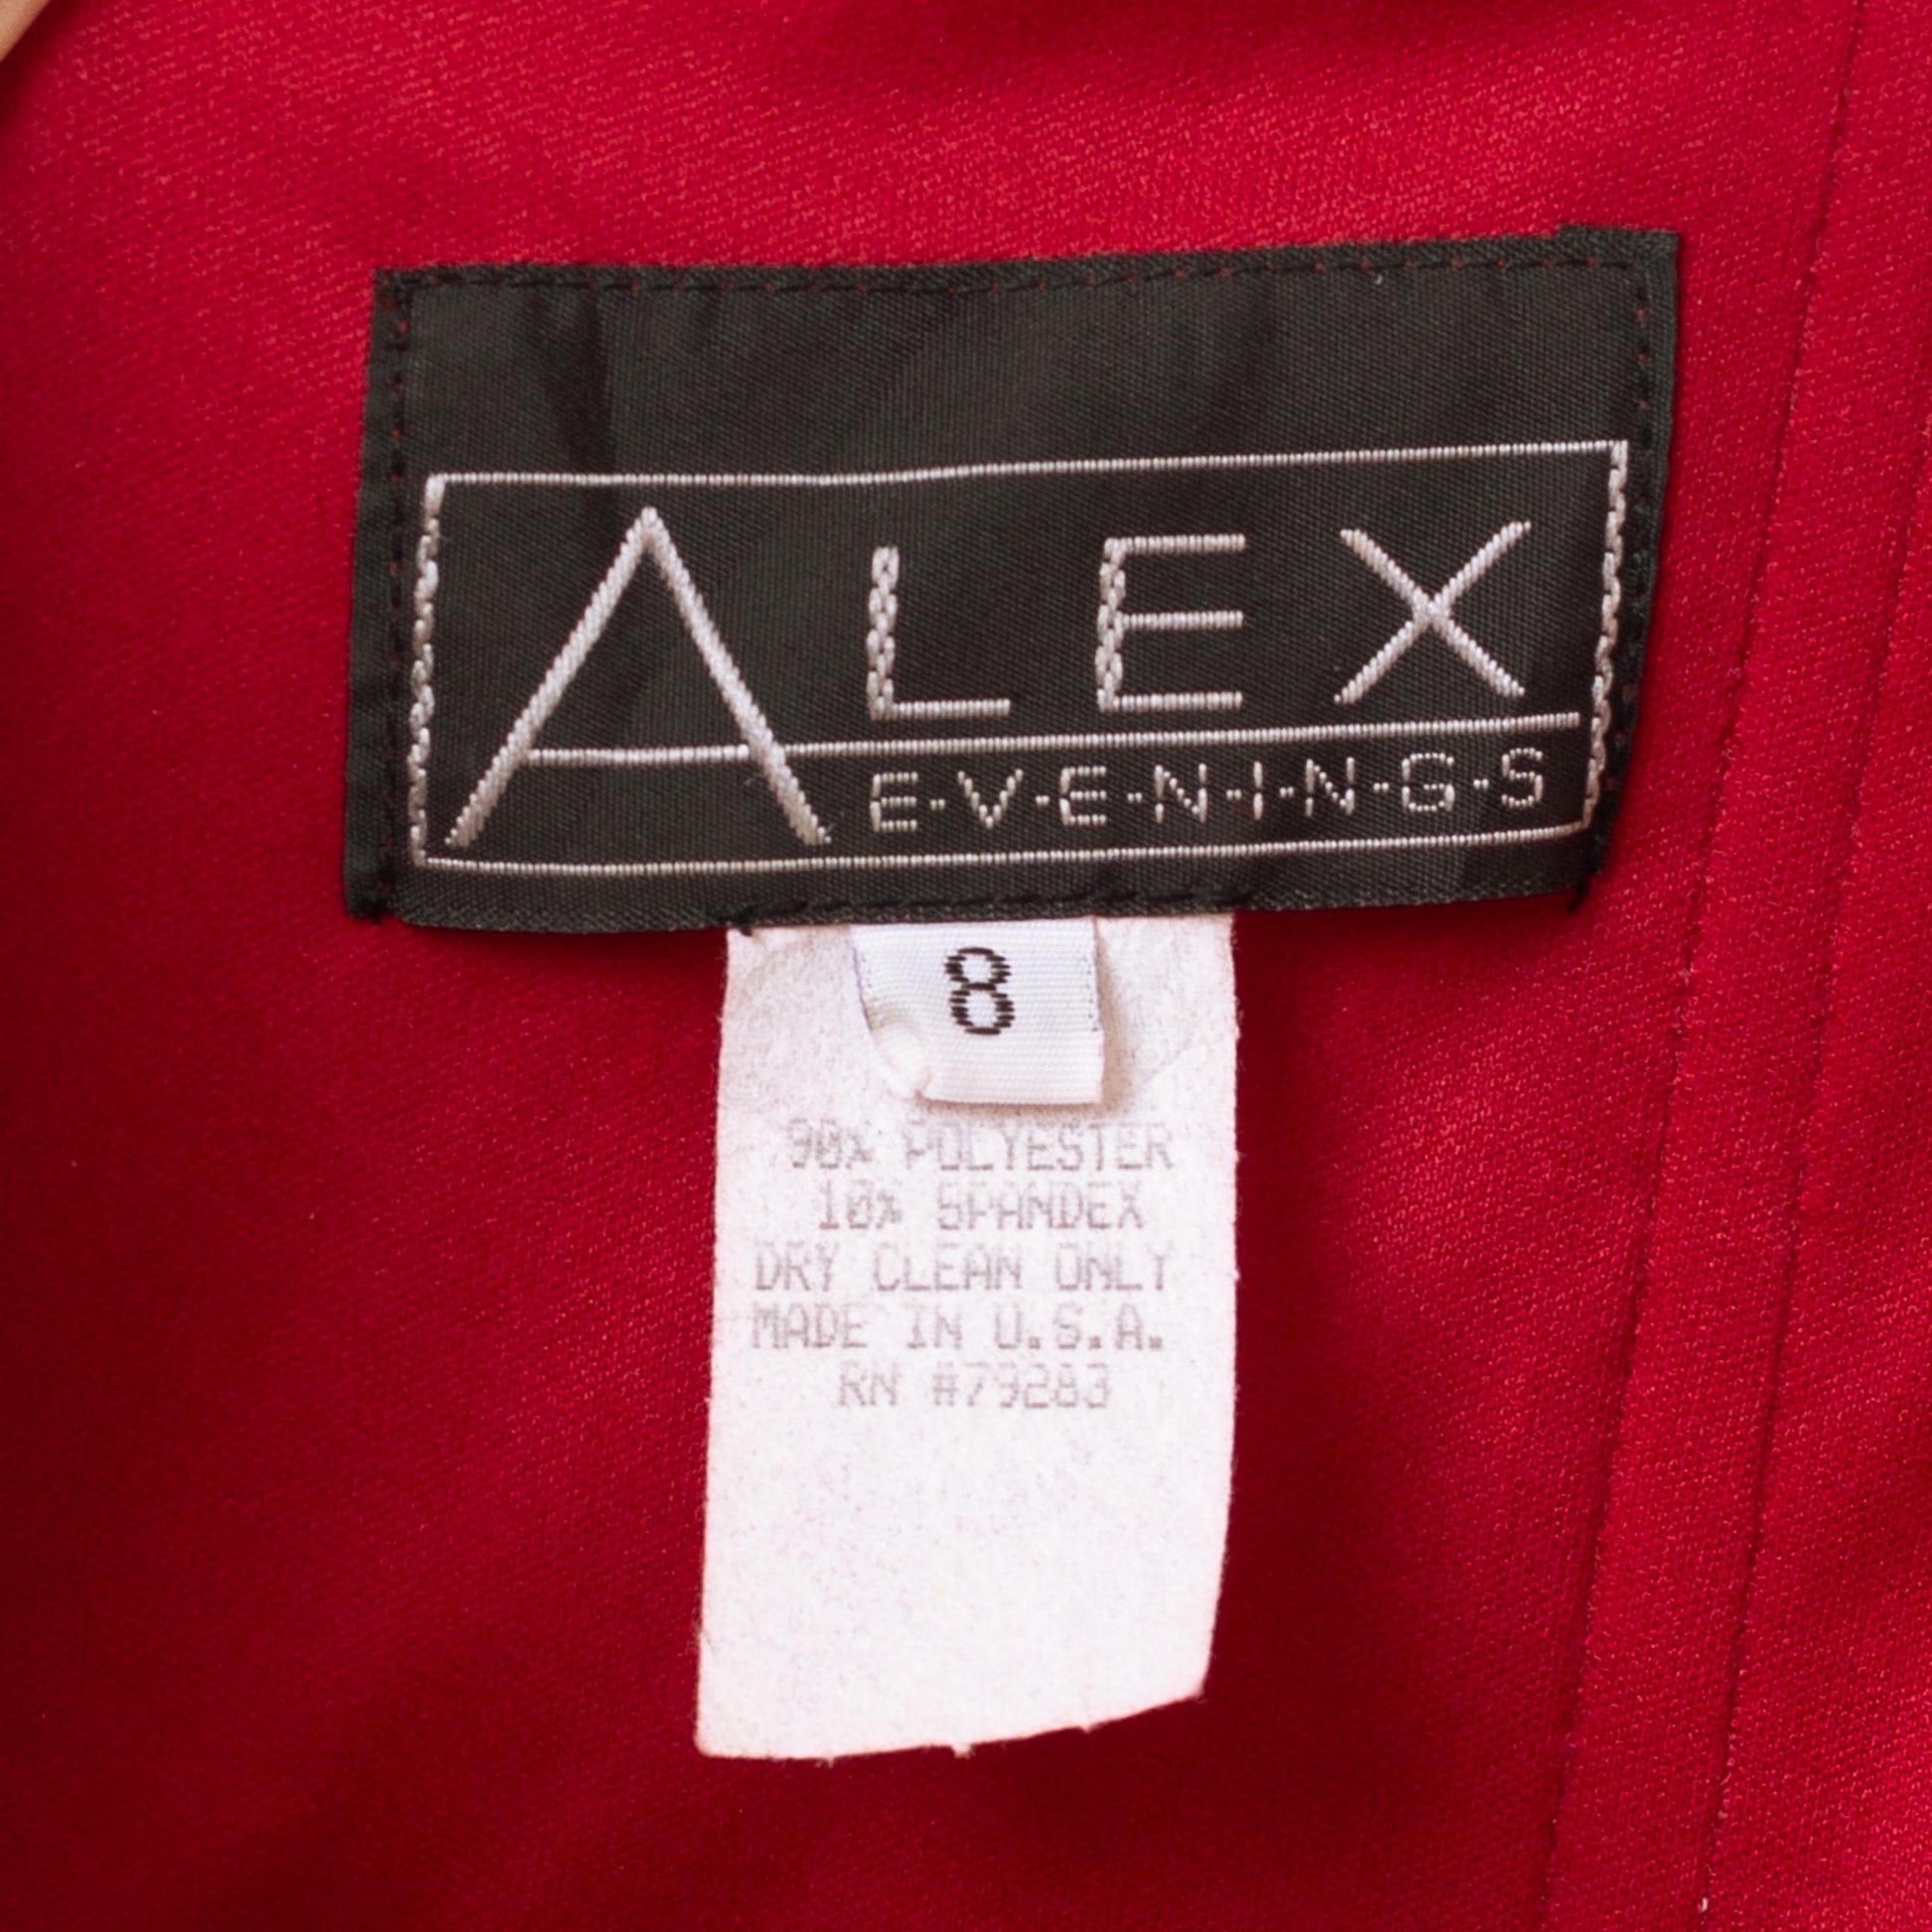 ALEX
E·V·E·N·I·N·G·S
8
90% POLYESTER
10% SPANDEX
DRY CLEAN ONLY
MADE IN U.S.A.
RN #79283